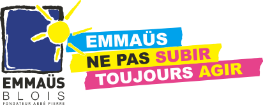 EMMAÜS
BLOIS
FONDATEUR ABBÉ PIERRE
EMMAÜS
NE PAS SUBIR
TOUJOURS AGIR